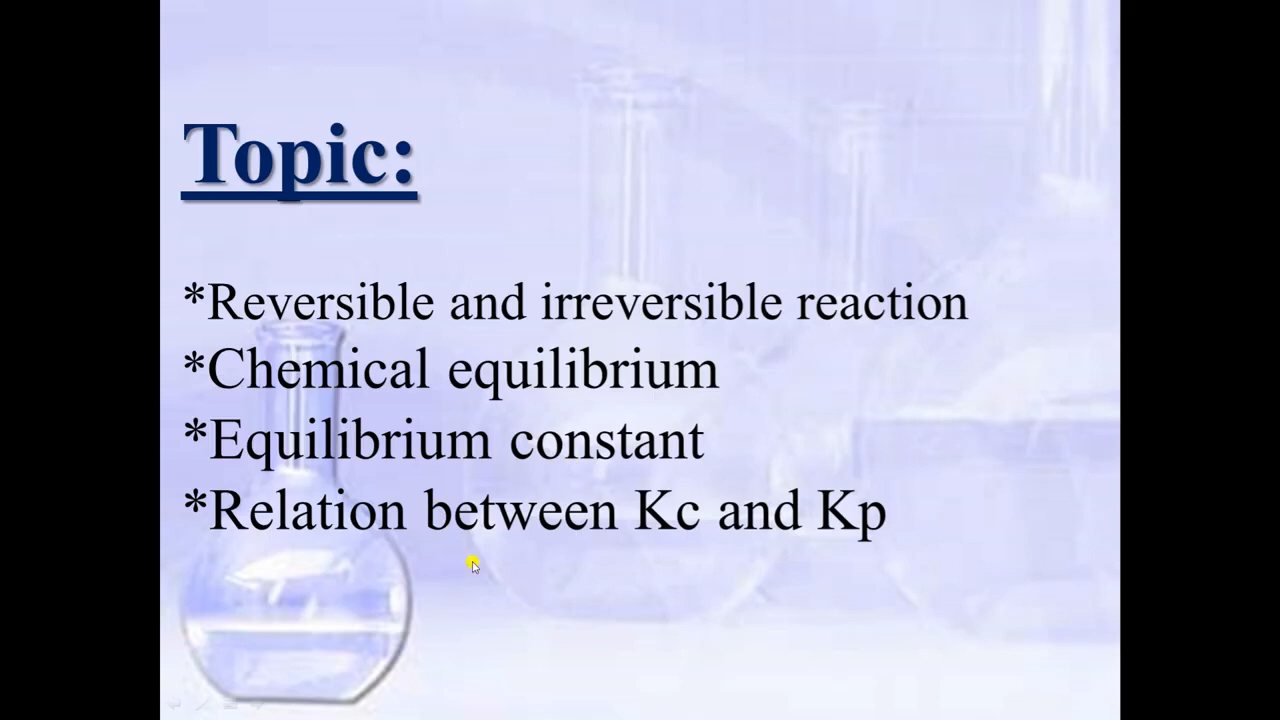 Topic:
*Reversible and irreversible reaction
*Chemical equilibrium
*Equilibrium constant
*Relation between Kc and Kp